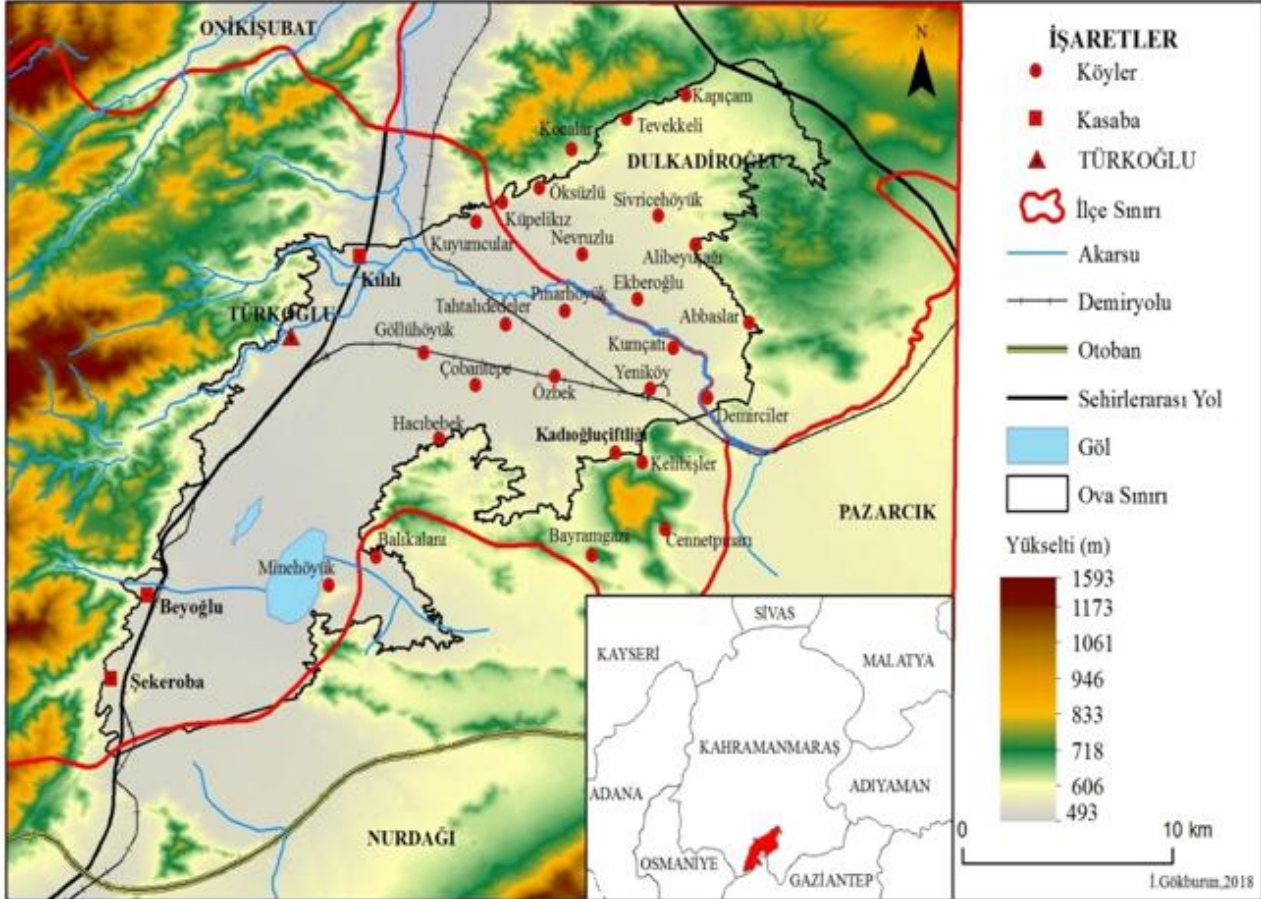 ONİKİŞUBAT
N
Kapıçam
Tevekkeli
Kocalar
DULKADİROĞLU
Öksüzlü
Sivricehöyük
Küpelikız
Kuyumcular
Nevruzlu
Alibeyuşağı
Kılılı
Ekberoğlu
TÜRKOĞLU
Tahtalıdedeler
Pınarhöyük
Abbaslar
Göllühöyük
Kumçatı
Çobantepe
Özbek
Yeniköy
Demirciler
Hacıbebek
Kadıoğluçiftliği
Kelibişler
PAZARCIK
Balıkalanı
Bayramgazi
Cennetpınarı
Minehöyük
Beyoğlu
Şekeroba
NURDAĞI
SİVAS
KAYSERİ
MALATYA
KAHRAMANMARAŞ
ADIYAMAN
ADANA
OSMANİYE
GAZİANTEP
İŞARETLER
Köyler
Kasaba
TÜRKOĞLU
İlçe Sınırı
Akarsu
Demiryolu
Otoban
Sehirlerarası Yol
Göl
Ova Sınırı
Yükselti (m)
1593
1173
1061
946
833
718
606
493
0 10 km
I.Gökburun,2018